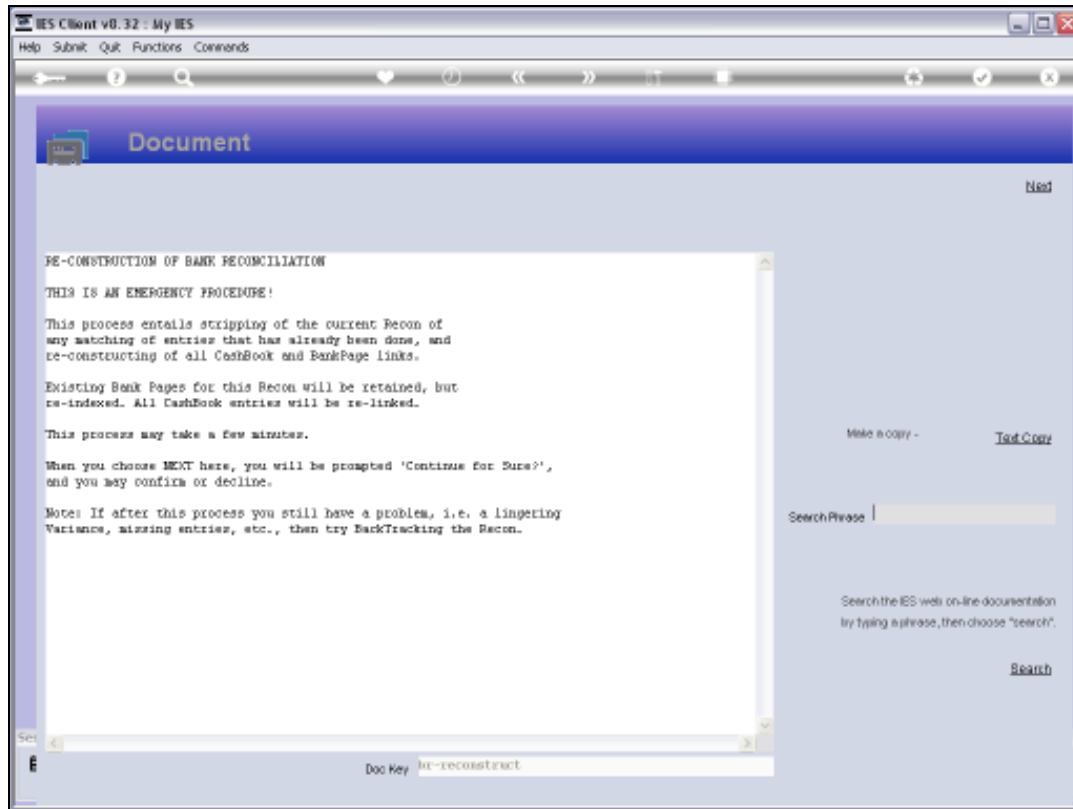 IES Client v8.32 : My IES
Help Submit Quit Functions Commands
Document
Next
RE-CONSTRUCTION OF BANK RECONCILIATION
THIS IS AN EMERGENCY PROCEDURE!
This process entails stripping of the current Recon of
any matching of entries that has already been done, and
re-constructing of all CashBook and BankPage links.
Existing Bank Pages for this Recon will be retained, but
re-indexed. All CashBook entries will be re-linked.
This process may take a few minutes.
When you choose NEXT here, you will be prompted 'Continue for Sure?',
and you may confirm or decline.
Note: If after this process you still have a problem, i.e. a lingering
Variance, missing entries, etc., then try BackTracking the Recon.
Make a copy - Text Copy
Search Phrase
Search the IES web on-line documentation
by typing a phrase, then choose "search".
Search
Doc Key br-reconstruct